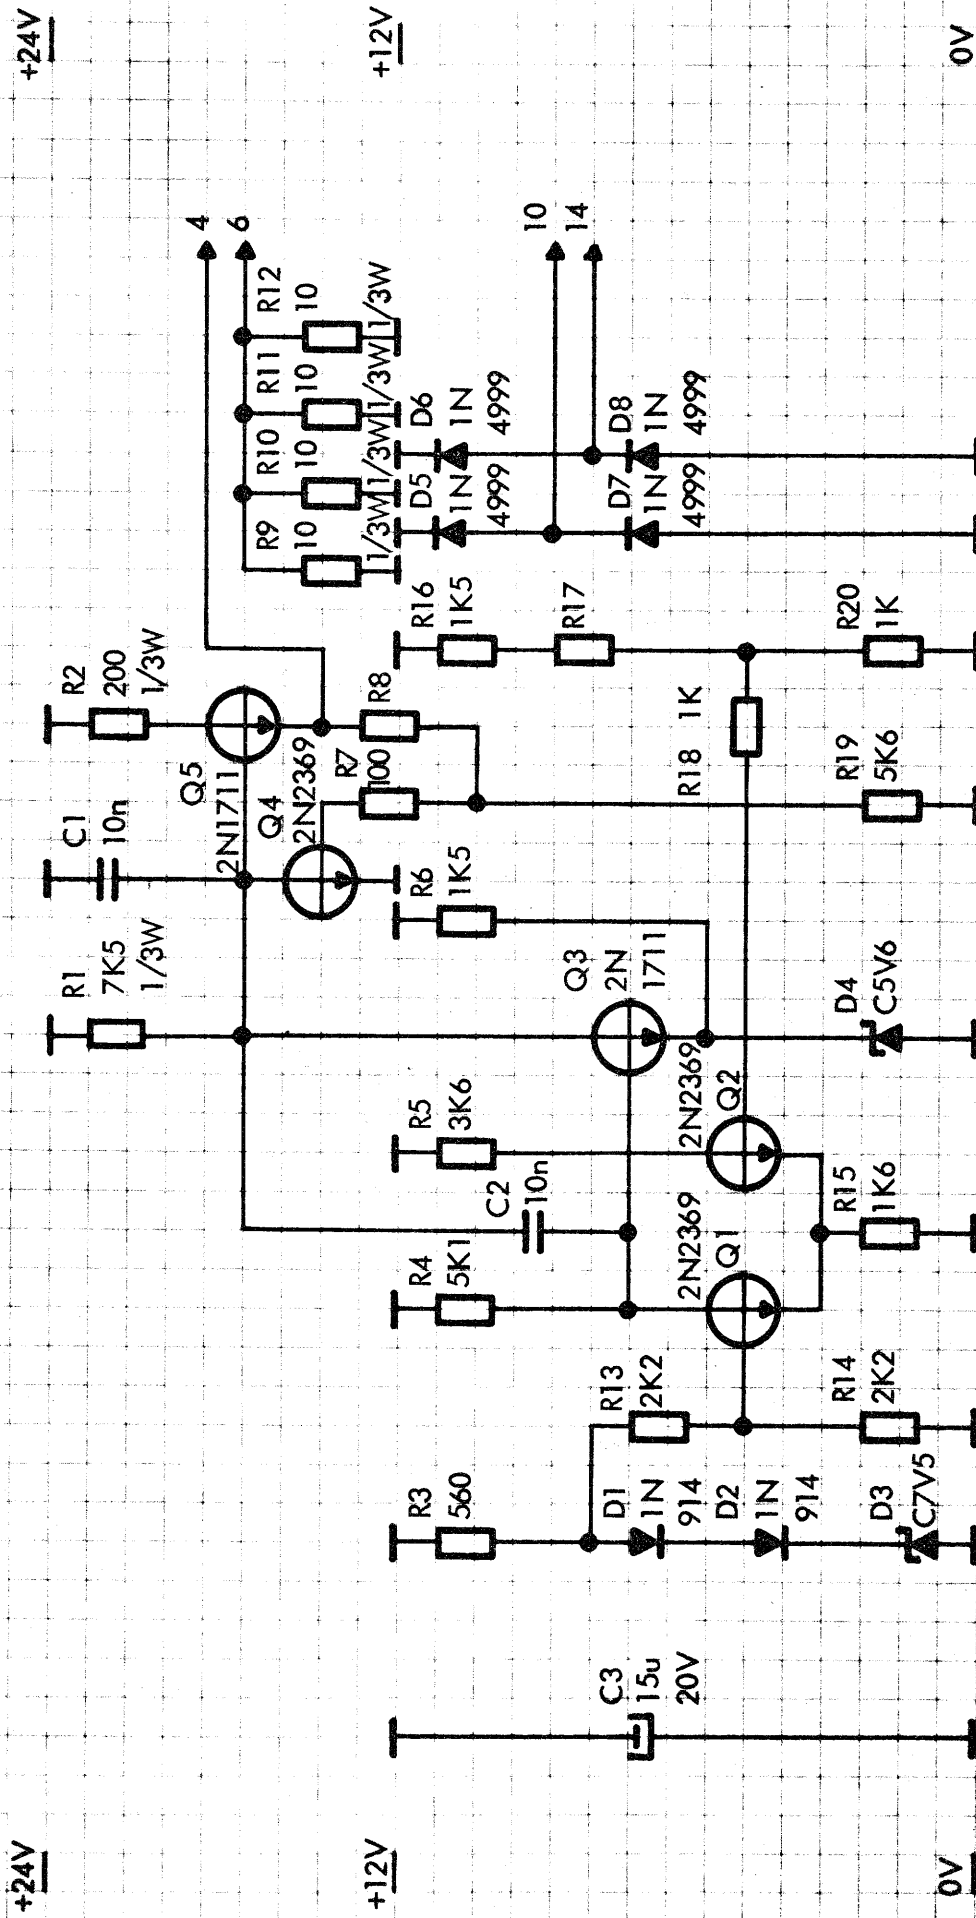 +24V
+12V
0V
4
6
10
14
R12
10
1/3W
R11
10
1/3W
R10
10
1/3W
R9
10
1/3W
D6
1N
4999
D5
1N
4999
D8
1N
4999
D7
1N
4999
R16
1K5
R17
R20
1K
R2
200
1/3W
Q5
2N1711
R8
R7
100
R18
1K
R19
5K6
C1
10n
Q4
2N2369
R6
1K5
R1
7K5
1/3W
Q3
2N
1711
D4
C5V6
R5
3K6
2N2369
Q2
C2
10n
R15
1K6
R4
5K1
2N2369
Q1
R13
2K2
R14
2K2
R3
560
D1
1N
914
D2
1N
914
D3
C7V5
C3
15u
20V
+24V
+12V
0V